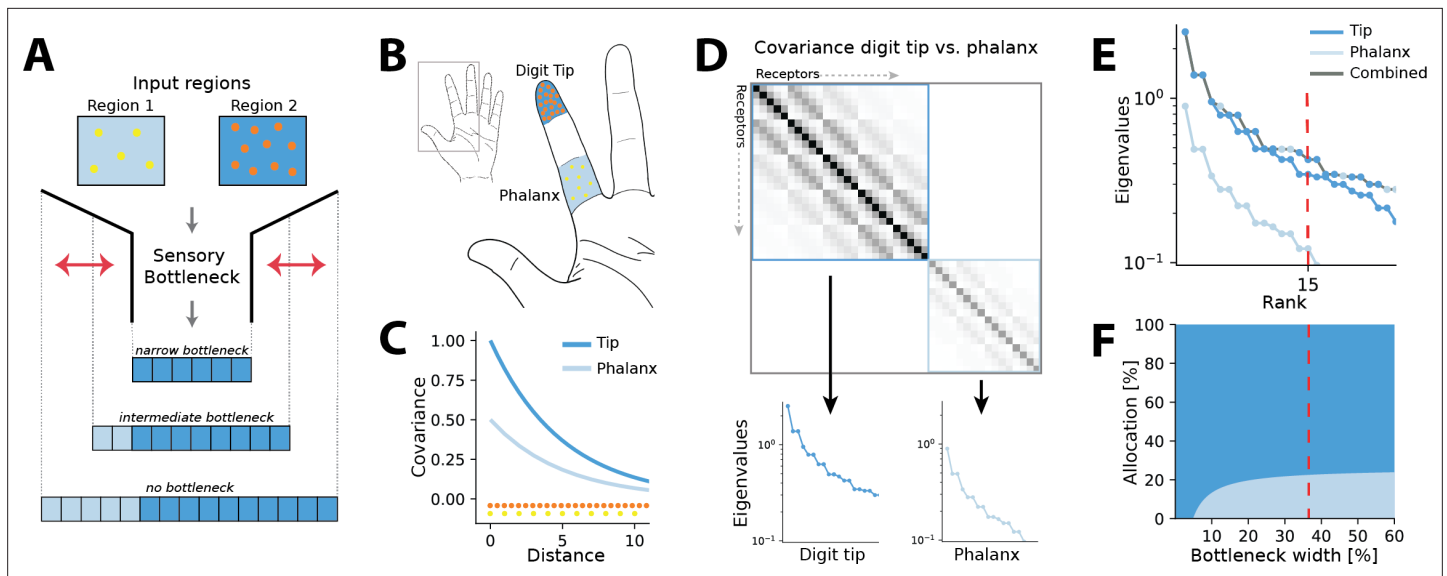 A
Input regions
Region 1
Region 2
Sensory
Bottleneck
narrow bottleneck
intermediate bottleneck
no bottleneck
B
Digit Tip
Phalanx
C
Covariance
1.00
0.75
0.50
0.25
0.00
Tip
Phalanx
0
5
10
Distance
D
Covariance digit tip vs. phalanx
Receptors
Receptors
Eigenvalues
10⁰
10⁻¹
Digit tip
10⁰
10⁻¹
Phalanx
E
Eigenvalues
10⁰
10⁻¹
Tip
Phalanx
Combined
15
Rank
F
Allocation [%]
100
80
60
40
20
0
10 20 30 40 50 60
Bottleneck width [%]